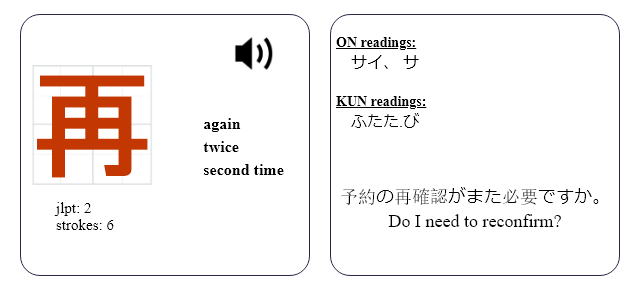 再
again
twice
second time
jlpt: 2
strokes: 6
ON readings:
サイ、 サ
KUN readings:
ふたた.び
予約の再確認がまた必要ですか。
Do I need to reconfirm?